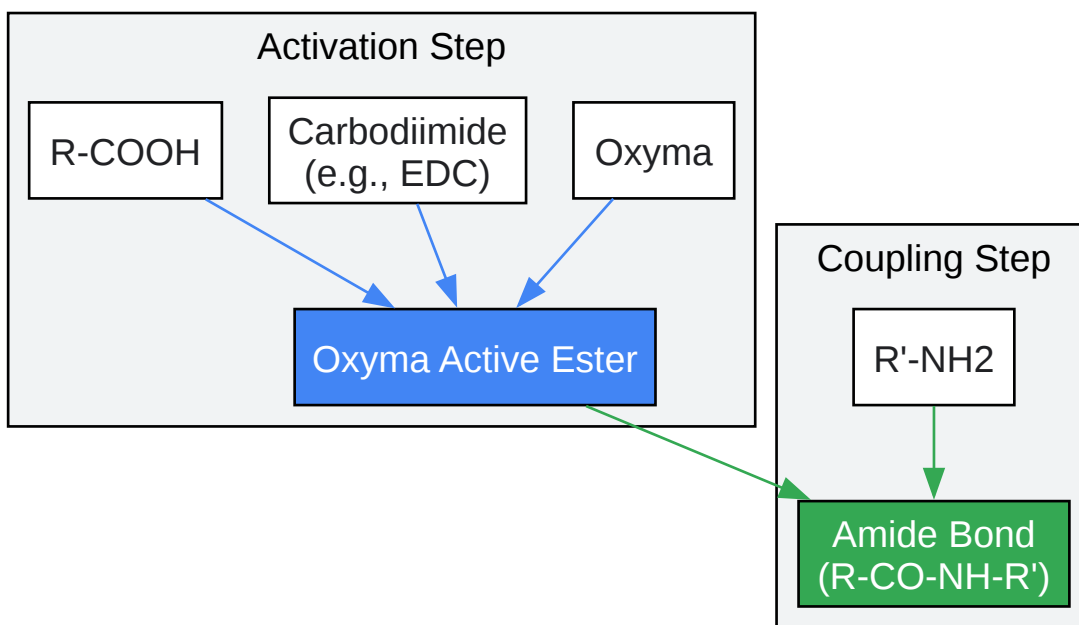 Activation Step
R-COOH
Carbodiimide
(e.g., EDC)
Oxyma
Oxyma Active Ester
Coupling Step
R'-NH2
Amide Bond
(R-CO-NH-R')